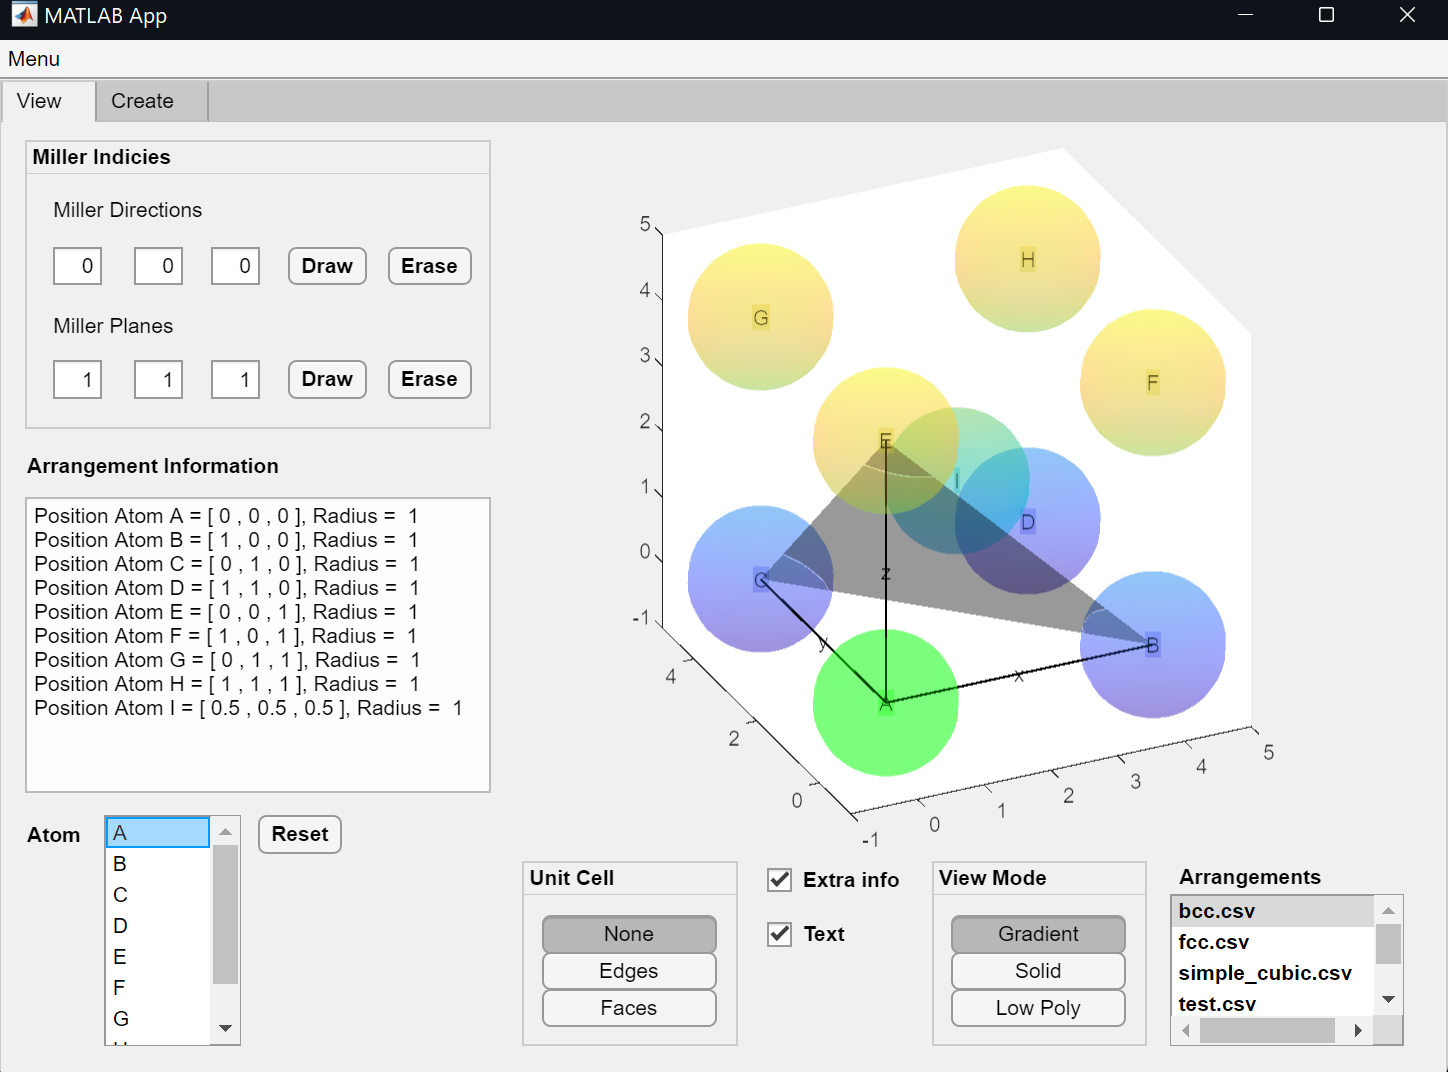 MATLAB App
Menu
View
Create
Miller Indicies
Miller Directions
0 0 0 Draw Erase
Miller Planes
1 1 1 Draw Erase
Arrangement Information
Position Atom A = [ 0 , 0 , 0 ], Radius =  1
Position Atom B = [ 1 , 0 , 0 ], Radius =  1
Position Atom C = [ 0 , 1 , 0 ], Radius =  1
Position Atom D = [ 1 , 1 , 0 ], Radius =  1
Position Atom E = [ 0 , 0 , 1 ], Radius =  1
Position Atom F = [ 1 , 0 , 1 ], Radius =  1
Position Atom G = [ 0 , 1 , 1 ], Radius =  1
Position Atom H = [ 1 , 1 , 1 ], Radius =  1
Position Atom I = [ 0.5 , 0.5 , 0.5 ], Radius =  1
Atom
A
B
C
D
E
F
G
Reset
5
4
3
2
1
0
-1
4
2
0
-1
0
1
2
3
4
5
H
G
F
E
I
D
C
z
B
y
x
A
Unit Cell
None
Edges
Faces
Extra info
Text
View Mode
Gradient
Solid
Low Poly
Arrangements
bcc.csv
fcc.csv
simple_cubic.csv
test.csv